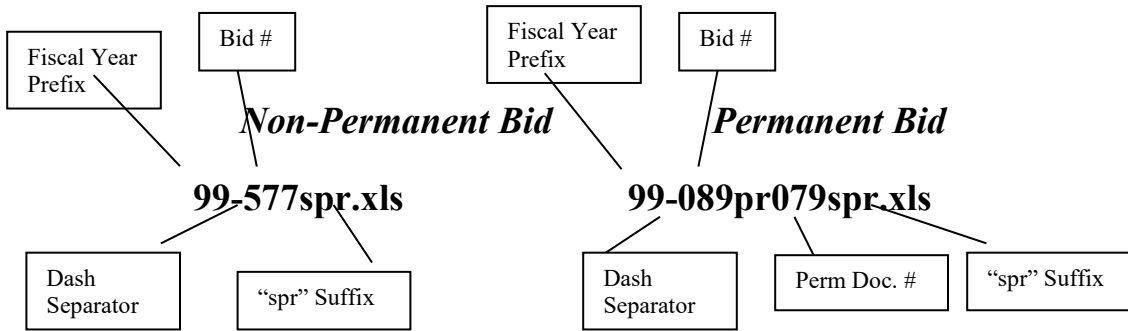 Fiscal Year
Prefix
Bid #
Fiscal Year
Prefix
Bid #
Non-Permanent Bid
Permanent Bid
99-577spr.xls
99-089pr079spr.xls
Dash
Separator
“spr” Suffix
Dash
Separator
Perm Doc. #
“spr” Suffix